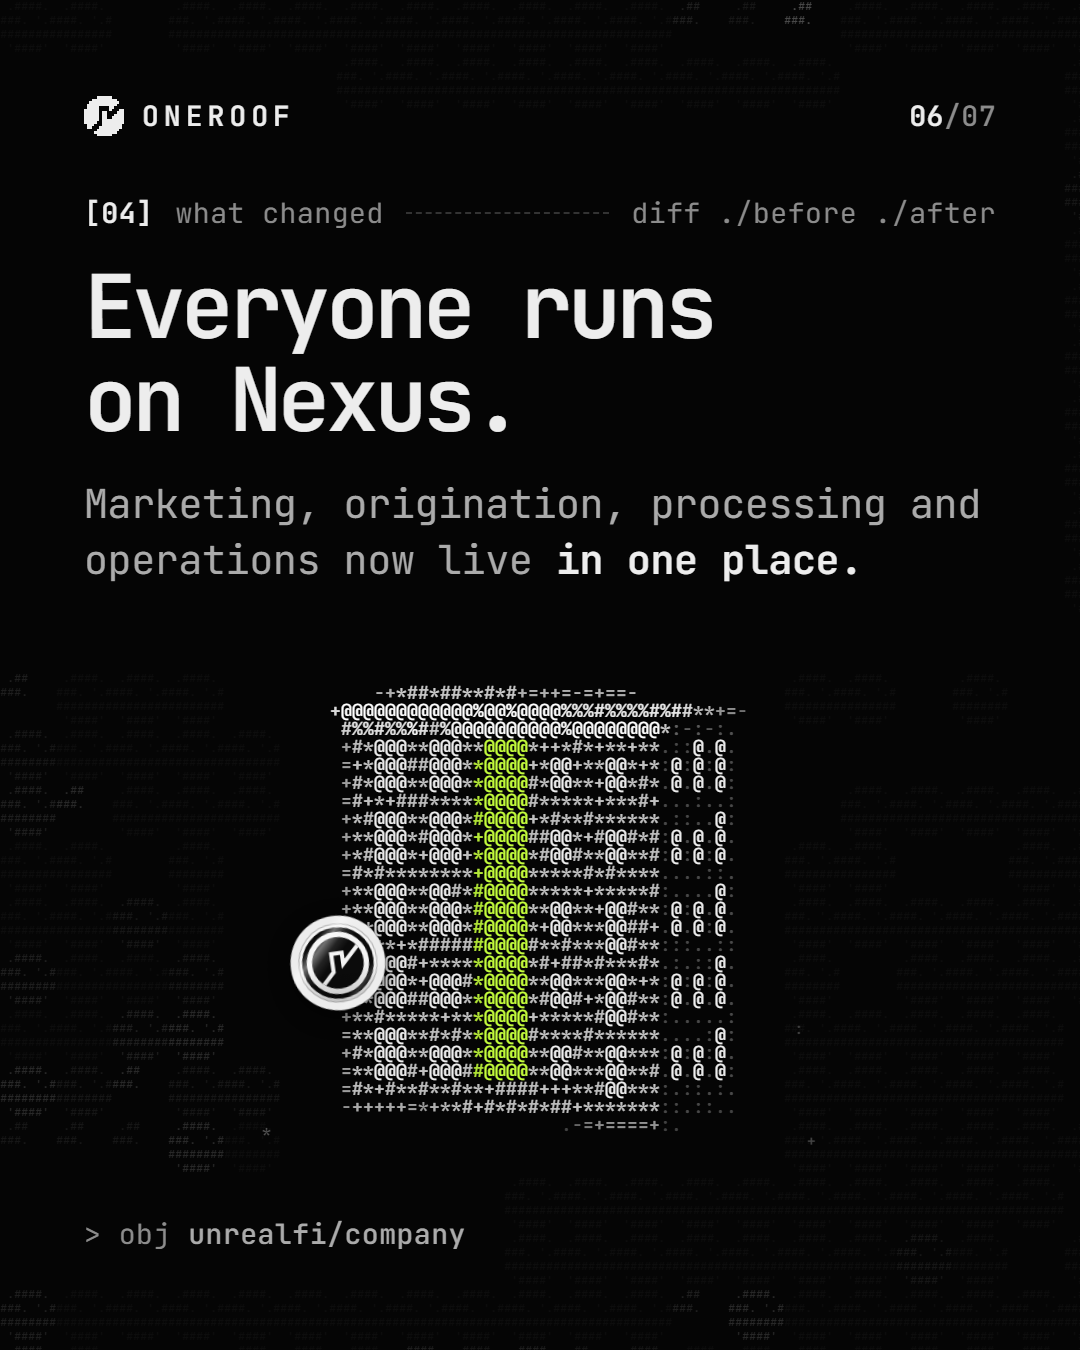 ONEROOF
06/07
[04] what changed diff ./before ./after
Everyone runs
on Nexus.
Marketing, origination, processing and
operations now live in one place.
> obj unrealfi/company